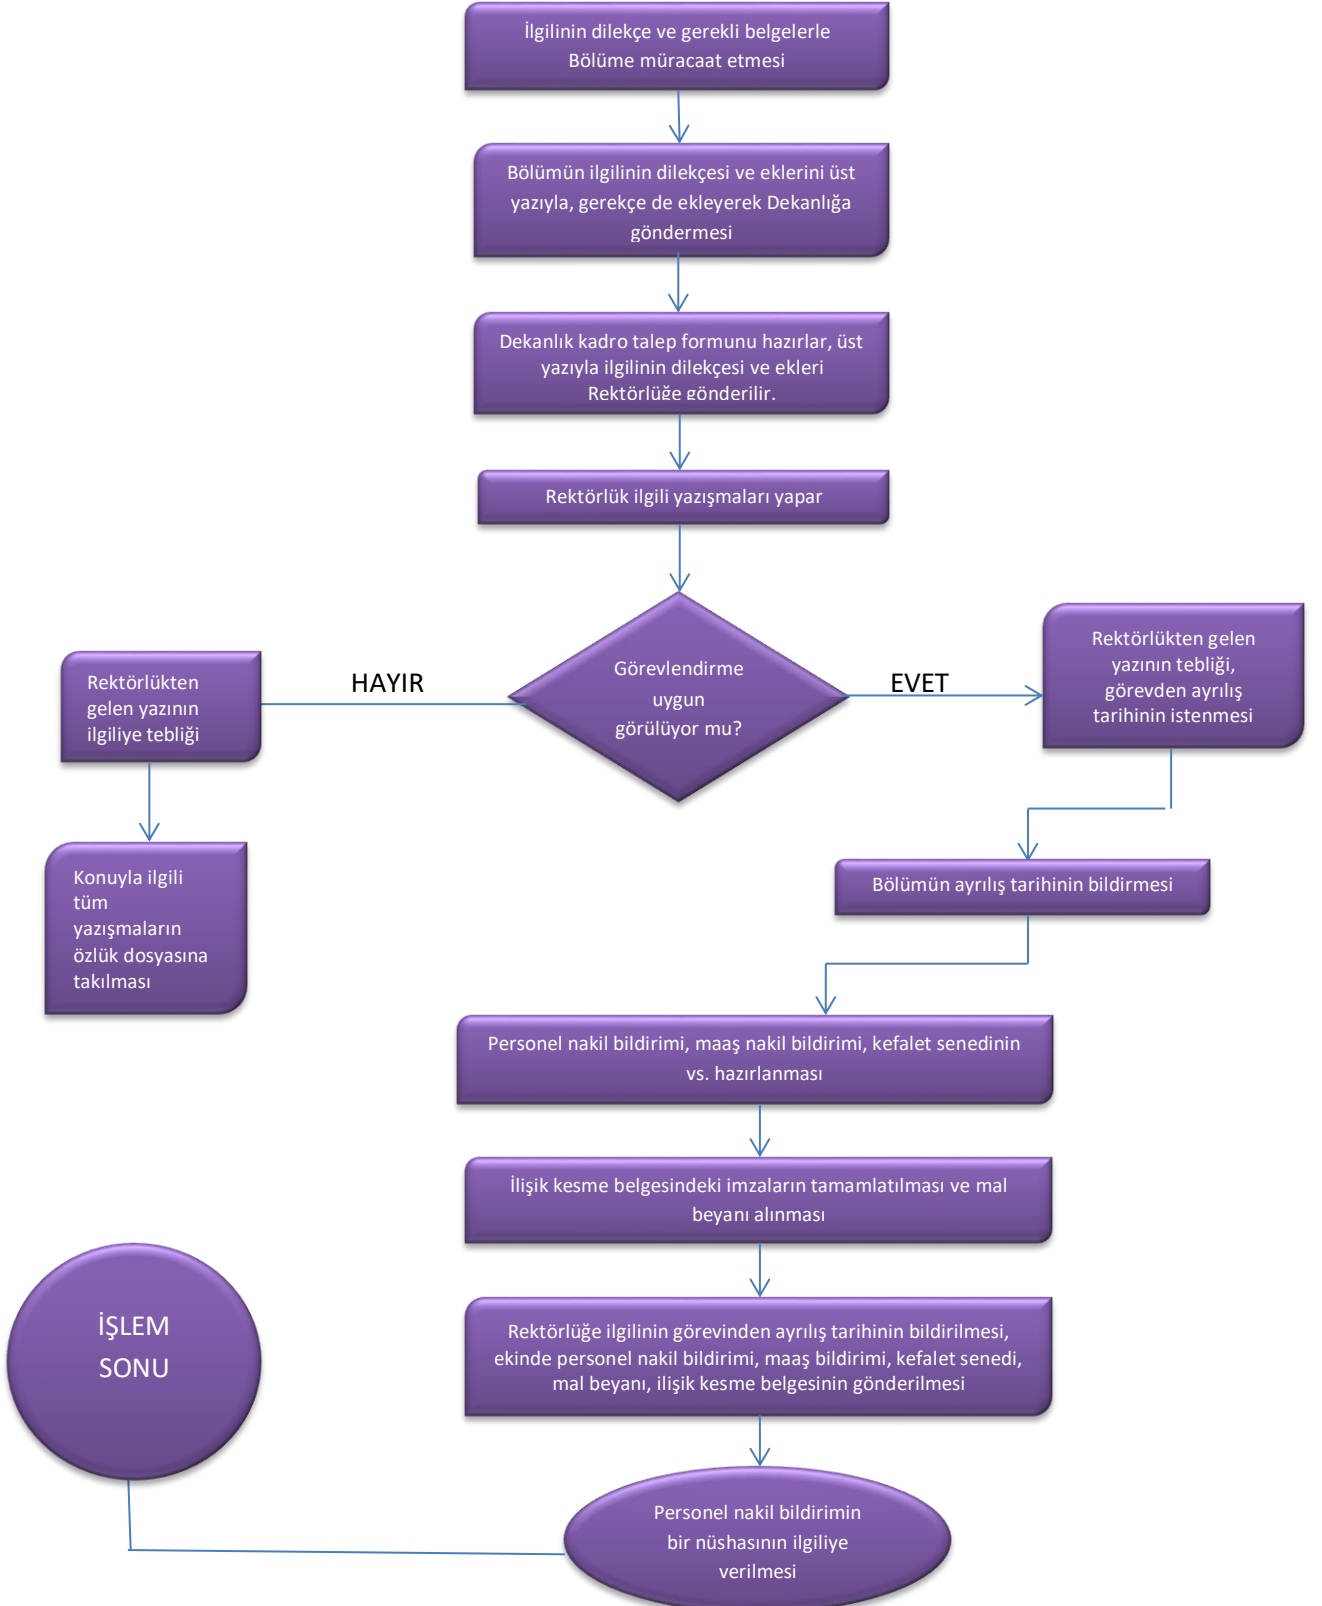 İlgilinin dilekçe ve gerekli belgelerle
Bölüme müracaat etmesi
Bölümün ilgilinin dilekçesi ve eklerini üst
yazıyla, gerekçe de ekleyerek Dekanlığa
göndermesi
Dekanlık kadro talep formunu hazırlar, üst
yazıyla ilgilinin dilekçesi ve ekleri
Rektörlüğe gönderilir.
Rektörlük ilgili yazışmaları yapar
Görevlendirme
uygun
görülüyor mu?
HAYIR
EVET
Rektörlükten
gelen yazının
ilgiliye tebliği
Konuyla ilgili
tüm
yazışmaların
özlük dosyasına
takılması
Rektörlükten gelen
yazının tebliği,
görevden ayrılış
tarihinin istenmesi
Bölümün ayrılış tarihinin bildirmesi
Personel nakil bildirimi, maaş nakil bildirimi, kefalet senedinin
vs. hazırlanması
İlişik kesme belgesindeki imzaların tamamlatılması ve mal
beyanı alınması
Rektörlüğe ilgilinin görevinden ayrılış tarihinin bildirilmesi,
ekinde personel nakil bildirimi, maaş bildirimi, kefalet senedi,
mal beyanı, ilişik kesme belgesinin gönderilmesi
Personel nakil bildirimin
bir nüshasının ilgiliye
verilmesi
İŞLEM
SONU